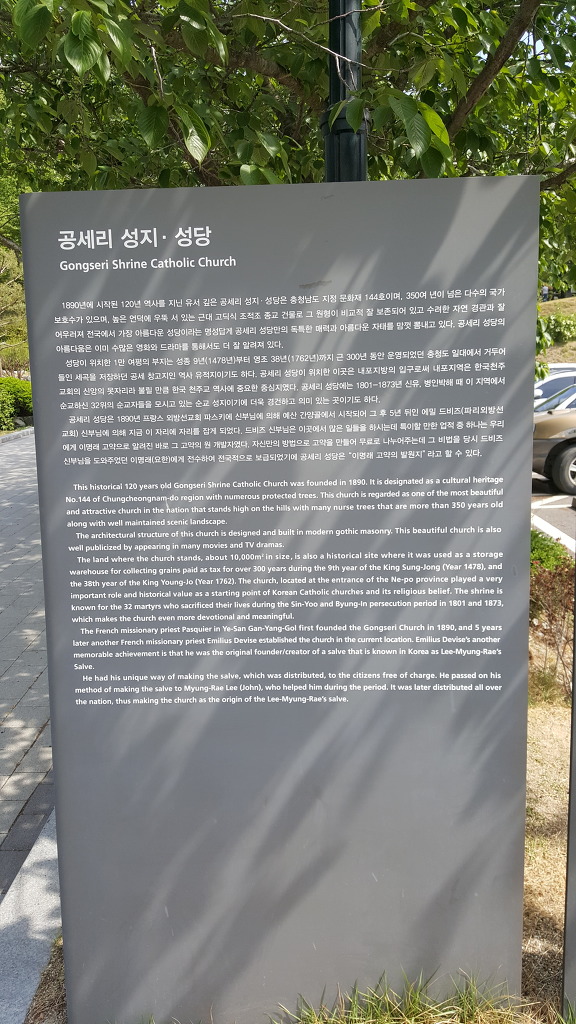 공세리 성지 · 성당
Gongseri Shrine Catholic Church
1890년에 시작된 120년 역사를 지닌 유서 깊은 공세리 성지 · 성당은 충청남도 지정 문화재 144호이며, 350여 년이 넘은 다수의 국가
보호수가 있으며, 높은 언덕에 우뚝 서 있는 근대 고딕식 조적조 종교 건물로 그 원형이 비교적 잘 보존되어 있고 수려한 자연 경관과 잘
어우러져 전국에서 가장 아름다운 성당이라는 명성답게 공세리 성당만의 독특한 매력과 아름다운 자태를 맘껏 뽐내고 있다. 공세리 성당의
아름다움은 이미 수많은 영화와 드라마를 통해서도 더 잘 알려져 있다.
성당이 위치한 1만 여평의 부지는 성종 9년(1478년)부터 영조 38년(1762년)까지 근 300년 동안 운영되었던 충청도 일대에서 거두어
들인 세곡을 저장하던 공세 창고지인 역사 유적지이기도 하다. 공세리 성당이 위치한 이곳은 내포지방의 입구로써 내포지역은 한국천주
교회의 신앙의 못자리라 불릴 만큼 한국 천주교 역사에 중요한 중심지였다. 공세리 성당에는 1801~1873년 신유, 병인박해 때 이 지역에서
순교하신 32위의 순교자들을 모시고 있는 순교 성지이기에 더욱 경건하고 의미 있는 곳이기도 하다.
공세리 성당은 1890년 프랑스 외방선교회 파스키에 신부님에 의해 예산 간양골에서 시작되어 그 후 5년 뒤인 에밀 드비즈(파리외방선
교회) 신부님에 의해 지금 이 자리에 자리를 잡게 되었다. 드비즈 신부님은 이곳에서 많은 일들을 하시는데 특이할 만한 업적 중 하나는 우리
에게 이명래 고약으로 알려진 바로 그 고약의 원 개발자였다. 자신만의 방법으로 고약을 만들어 무료로 나누어주는데 그 비법을 당시 드비즈
신부님을 도와주었던 이명래(요한)에게 전수하여 전국적으로 보급되었기에 공세리 성당은 "이명래 고약의 발원지" 라고 할 수 있다.
This historical 120 years old Gongseri Shrine Catholic Church was founded in 1890. It is designated as a cultural heritage
No.144 of Chungcheongnam-do region with numerous protected trees. This church is regarded as one of the most beautiful
and attractive church in the nation that stands high on the hills with many nurse trees that are more than 350 years old
along with well maintained scenic landscape.
The architectural structure of this church is designed and built in modern gothic masonry. This beautiful church is also
well publicized by appearing in many movies and TV dramas.
The land where the church stands, about 10,000m² in size, is also a historical site where it was used as a storage
warehouse for collecting grains paid as tax for over 300 years during the 9th year of the King Sung-Jong (Year 1478), and
the 38th year of the King Young-Jo (Year 1762). The church, located at the entrance of the Ne-po province played a very
important role and historical value as a starting point of Korean Catholic churches and its religious belief. The shrine is
known for the 32 martyrs who sacrificed their lives during the Sin-Yoo and Byung-In persecution period in 1801 and 1873,
which makes the church even more devotional and meaningful.
The French missionary priest Pasquier in Ye-San Gan-Yang-Gol first founded the Gongseri Church in 1890, and 5 years
later another French missionary priest Emilius Devise established the church in the current location. Emilius Devise's another
memorable achievement is that he was the original founder/creator of a salve that is known in Korea as Lee-Myung-Rae's
Salve.
He had his unique way of making the salve, which was distributed, to the citizens free of charge. He passed on his
method of making the salve to Myung-Rae Lee (John), who helped him during the period. It was later distributed all over
the nation, thus making the church as the origin of the Lee-Myung-Rae's salve.